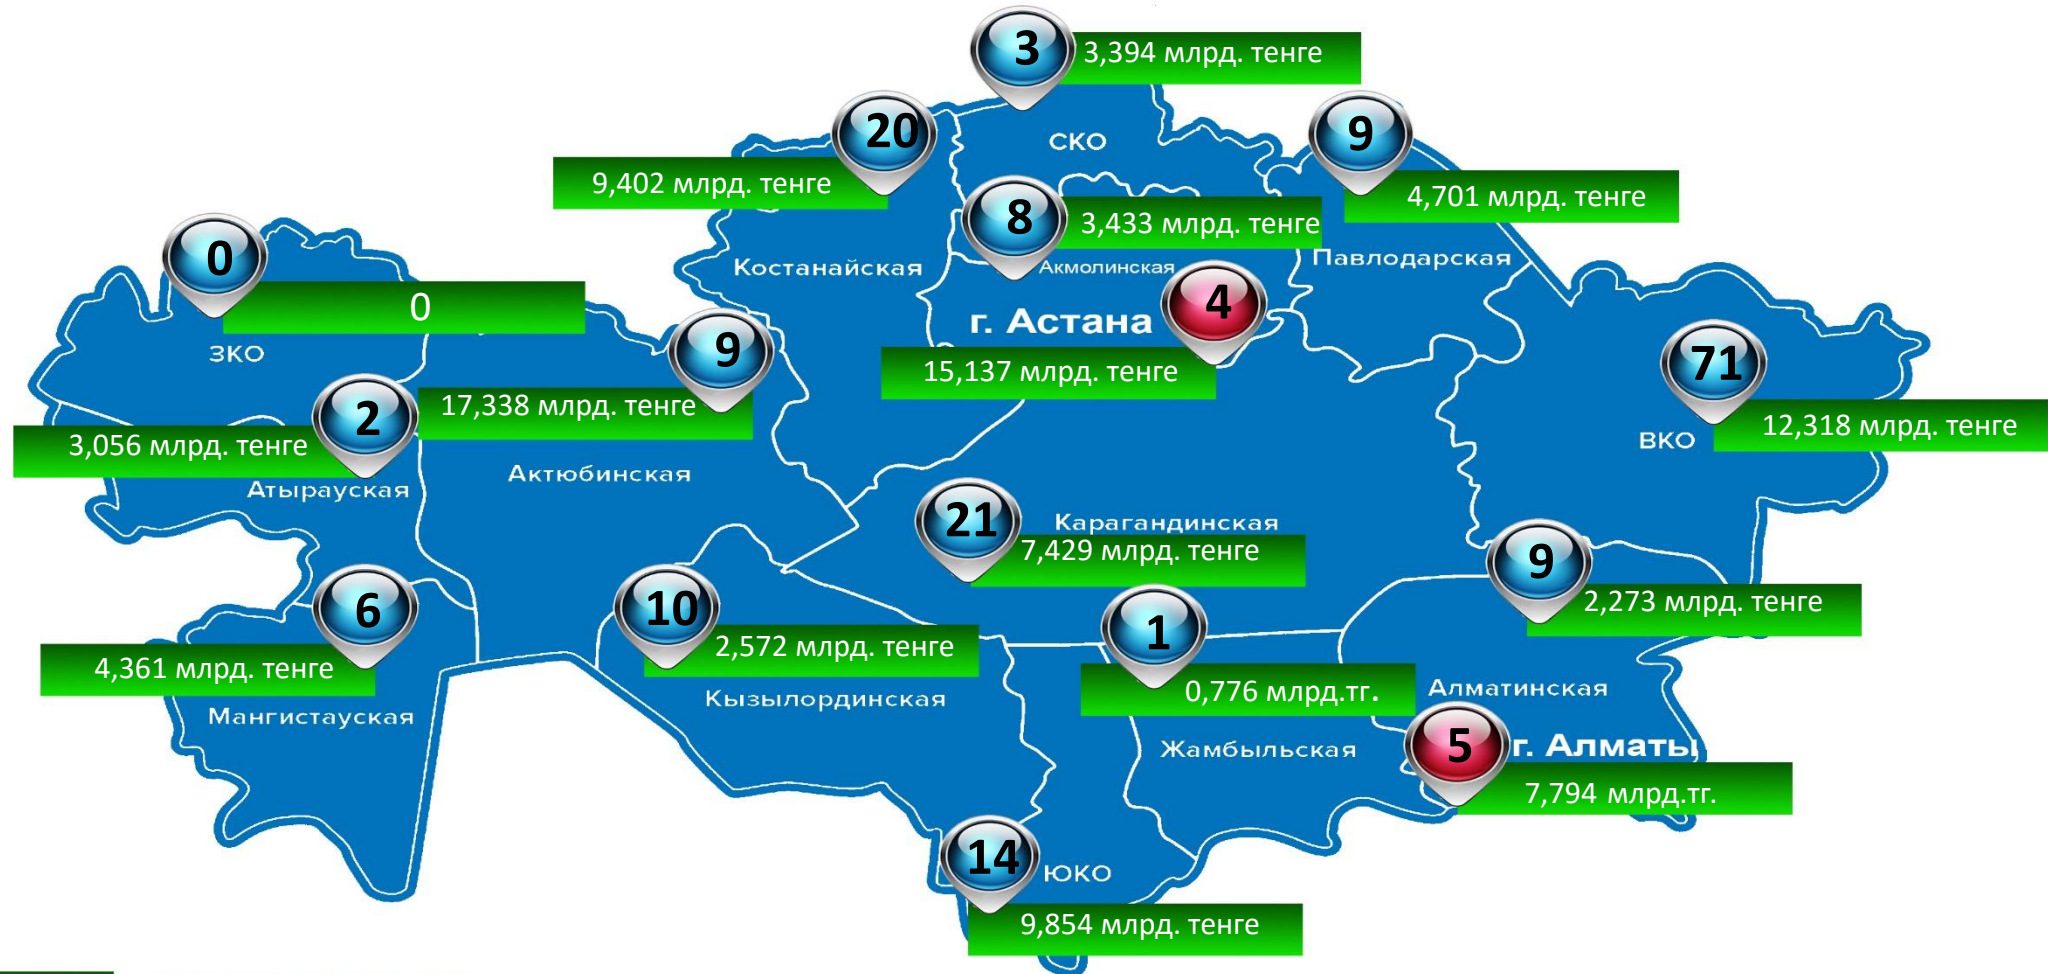 3
3,394 млрд. тенге
20
9
СКО
9,402 млрд. тенге
4,701 млрд. тенге
8
3,433 млрд. тенге
0
Костанайская
Акмолинская
Павлодарская
0
4
г. Астана
ЗКО
9
15,137 млрд. тенге
71
2
17,338 млрд. тенге
12,318 млрд. тенге
3,056 млрд. тенге
ВКО
Актюбинская
Атырауская
21
Карагандинская
7,429 млрд. тенге
9
2,273 млрд. тенге
6
10
1
2,572 млрд. тенге
4,361 млрд. тенге
0,776 млрд.тг.
Алматинская
Кызылординская
Мангистауская
Жамбыльская
5
г. Алматы
7,794 млрд.тг.
14
ЮКО
9,854 млрд. тенге